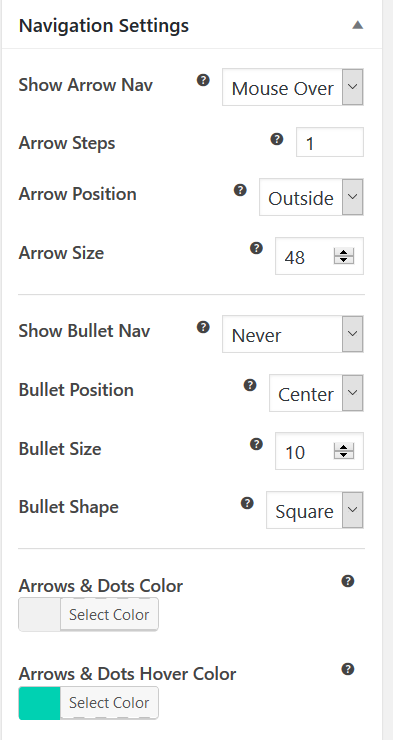 Navigation Settings
Show Arrow Nav ? Mouse Over
Arrow Steps ? 1
Arrow Position ? Outside
Arrow Size ? 48
Show Bullet Nav ? Never
Bullet Position ? Center
Bullet Size ? 10
Bullet Shape ? Square
Arrows & Dots Color ?
Select Color
Arrows & Dots Hover Color ?
Select Color